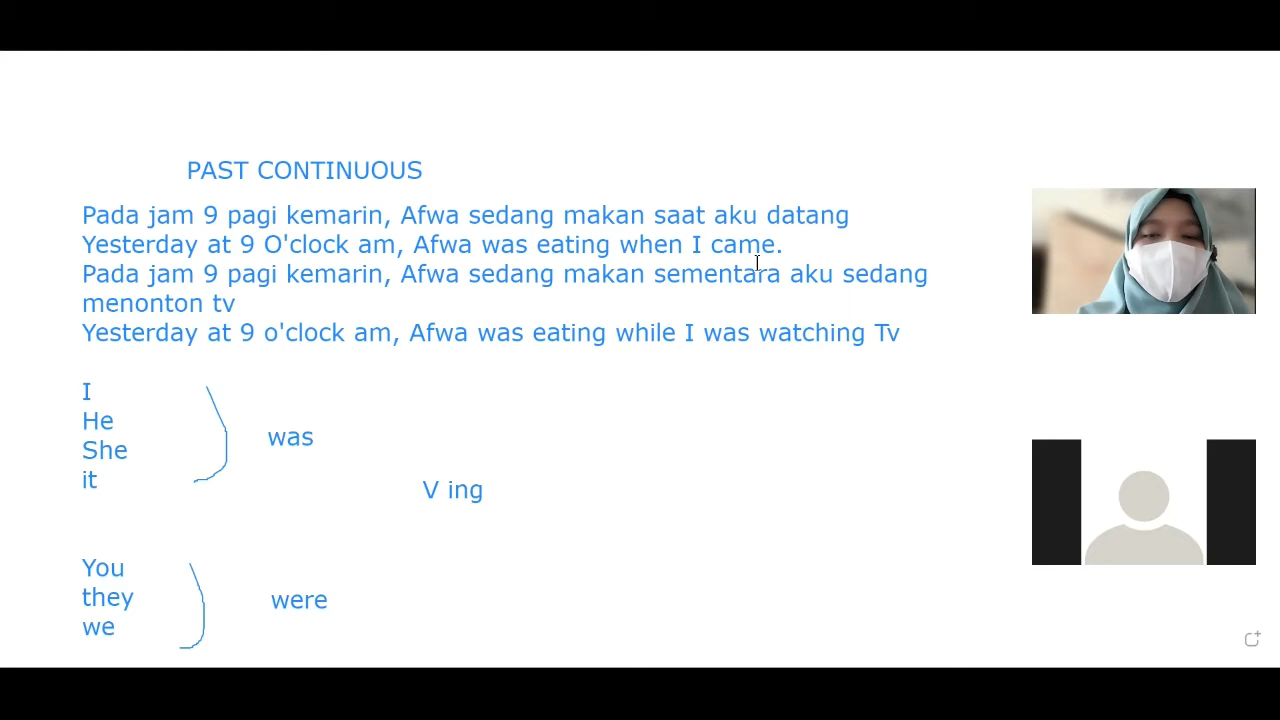 PAST CONTINUOUS
Pada jam 9 pagi kemarin, Afwa sedang makan saat aku datang
Yesterday at 9 O'clock am, Afwa was eating when I came.
Pada jam 9 pagi kemarin, Afwa sedang makan sementara aku sedang
menonton tv
Yesterday at 9 o'clock am, Afwa was eating while I was watching Tv
I
He
She
it
was
V ing
You
they
we
were